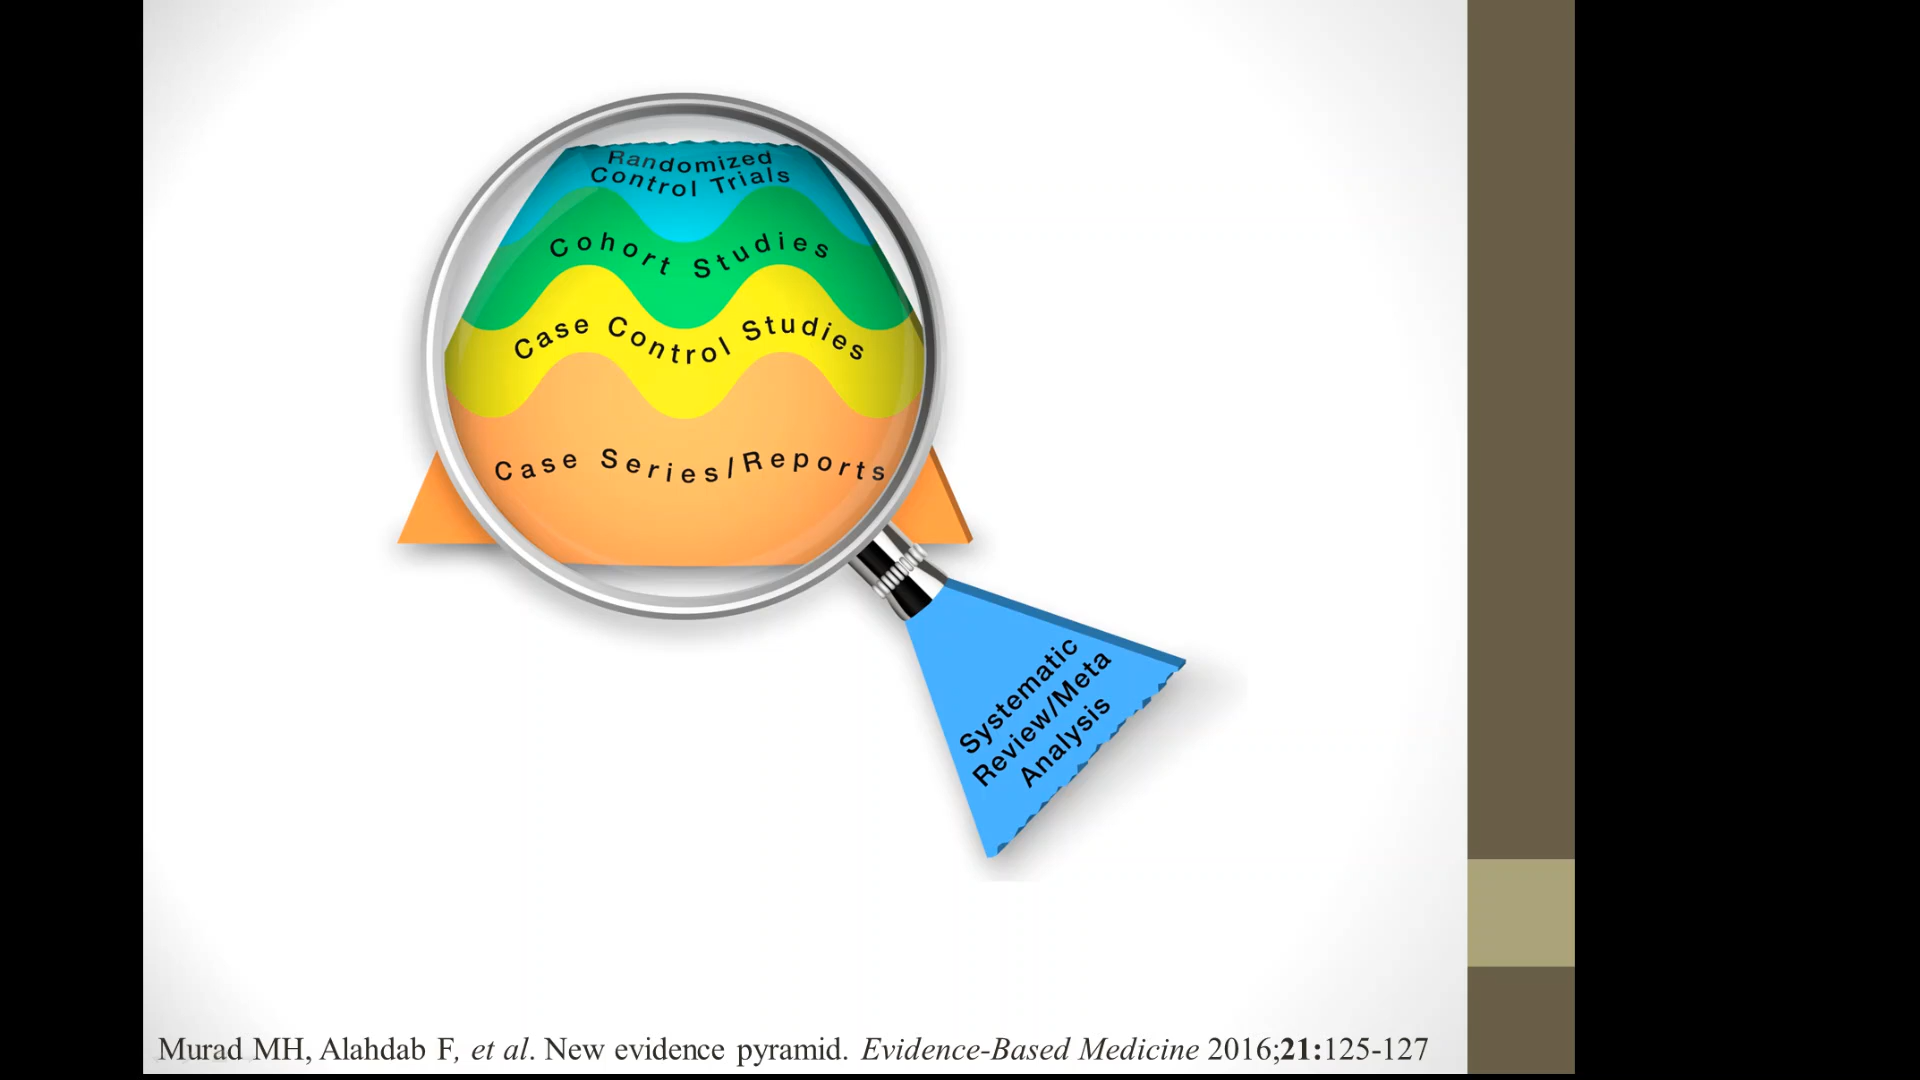 Randomized
Control Trials
Cohort Studies
Case Control Studies
Case Series/Reports
Systematic
Review/Meta
Analysis
Murad MH, Alahdab F, et al. New evidence pyramid. Evidence-Based Medicine 2016;21:125-127